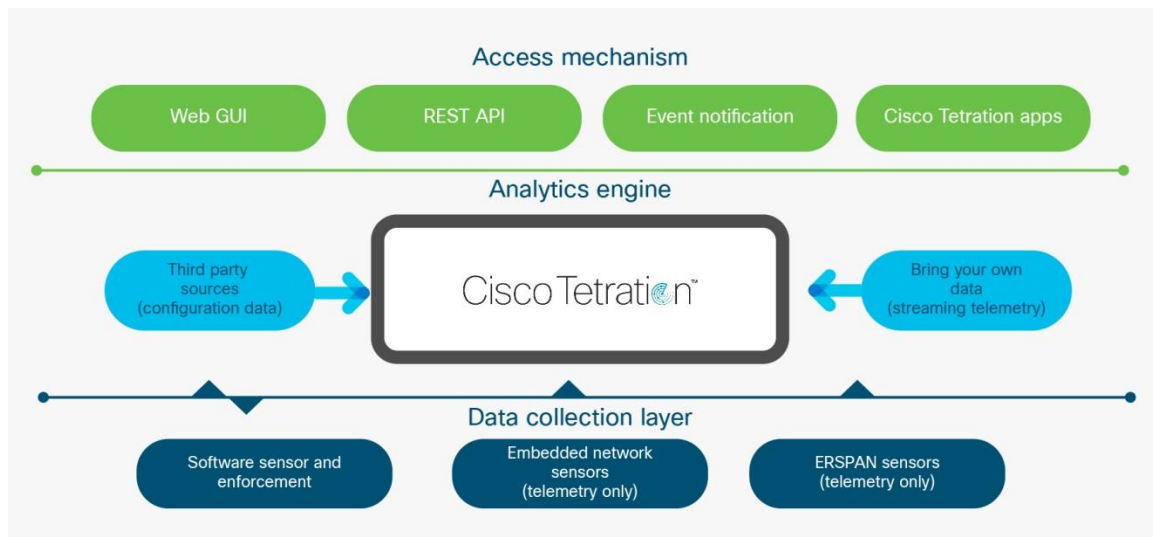 Access mechanism
Web GUI
REST API
Event notification
Cisco Tetration apps
Analytics engine
Third party
sources
(configuration data)
Cisco Tetration™
Bring your own
data
(streaming telemetry)
Data collection layer
Software sensor and
enforcement
Embedded network
sensors
(telemetry only)
ERSPAN sensors
(telemetry only)